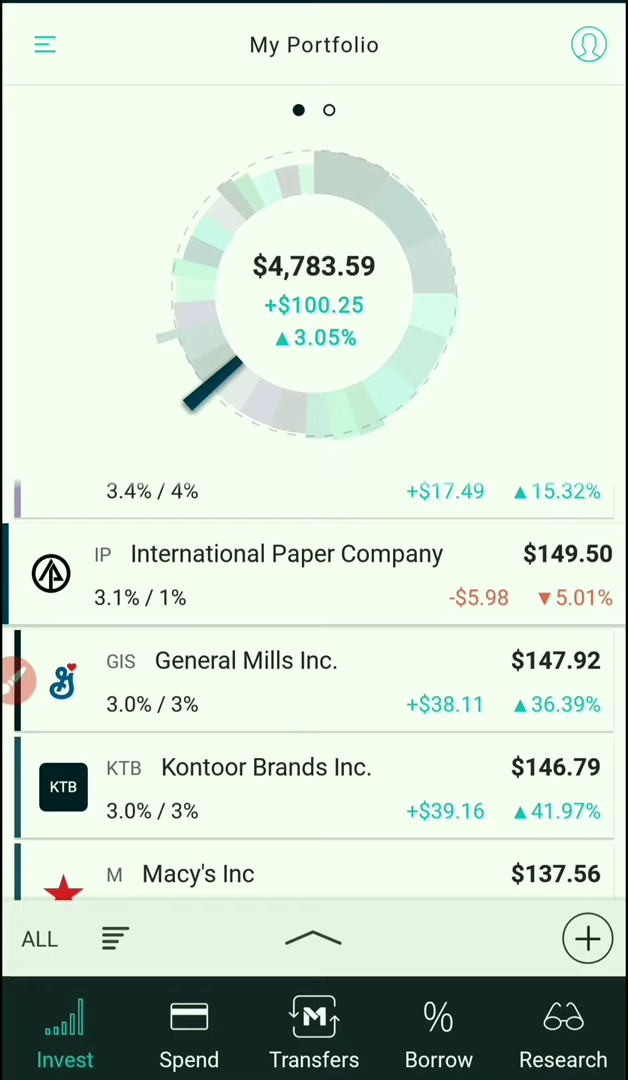 My Portfolio
$4,783.59
+$100.25
▲3.05%
3.4% / 4% +$17.49 ▲15.32%
IP International Paper Company $149.50
3.1% / 1% -$5.98 ▼5.01%
GIS General Mills Inc. $147.92
3.0% / 3% +$38.11 ▲36.39%
KTB KTB Kontoor Brands Inc. $146.79
3.0% / 3% +$39.16 ▲41.97%
M Macy's Inc $137.56
ALL
Invest Spend Transfers Borrow Research